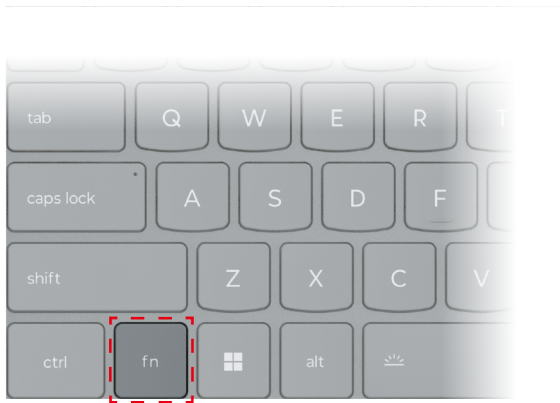 tab Q W E R T
caps lock A S D F
shift Z X C V
ctrl fn alt